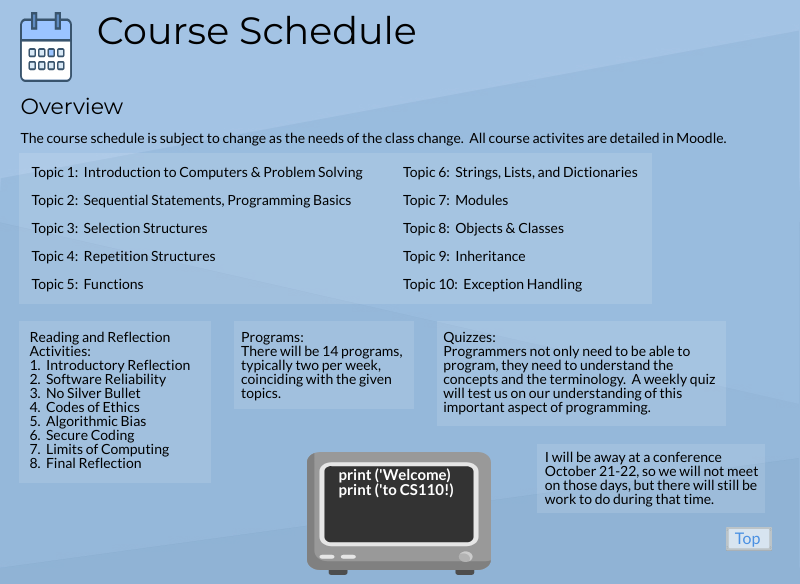 Course Schedule
Overview
The course schedule is subject to change as the needs of the class change.  All course activites are detailed in Moodle.
Topic 1:  Introduction to Computers & Problem Solving
Topic 2:  Sequential Statements, Programming Basics
Topic 3:  Selection Structures
Topic 4:  Repetition Structures
Topic 5:  Functions
Topic 6:  Strings, Lists, and Dictionaries
Topic 7:  Modules
Topic 8:  Objects & Classes
Topic 9:  Inheritance
Topic 10:  Exception Handling
Reading and Reflection
Activities:
1.  Introductory Reflection
2.  Software Reliability
3.  No Silver Bullet
4.  Codes of Ethics
5.  Algorithmic Bias
6.  Secure Coding
7.  Limits of Computing
8.  Final Reflection
Programs:
There will be 14 programs,
typically two per week,
coinciding with the given
topics.
Quizzes:
Programmers not only need to be able to
program, they need to understand the
concepts and the terminology.  A weekly quiz
will test us on our understanding of this
important aspect of programming.
print ('Welcome)
print ('to CS110!)
I will be away at a conference
October 21-22, so we will not meet
on those days, but there will still be
work to do during that time.
Top